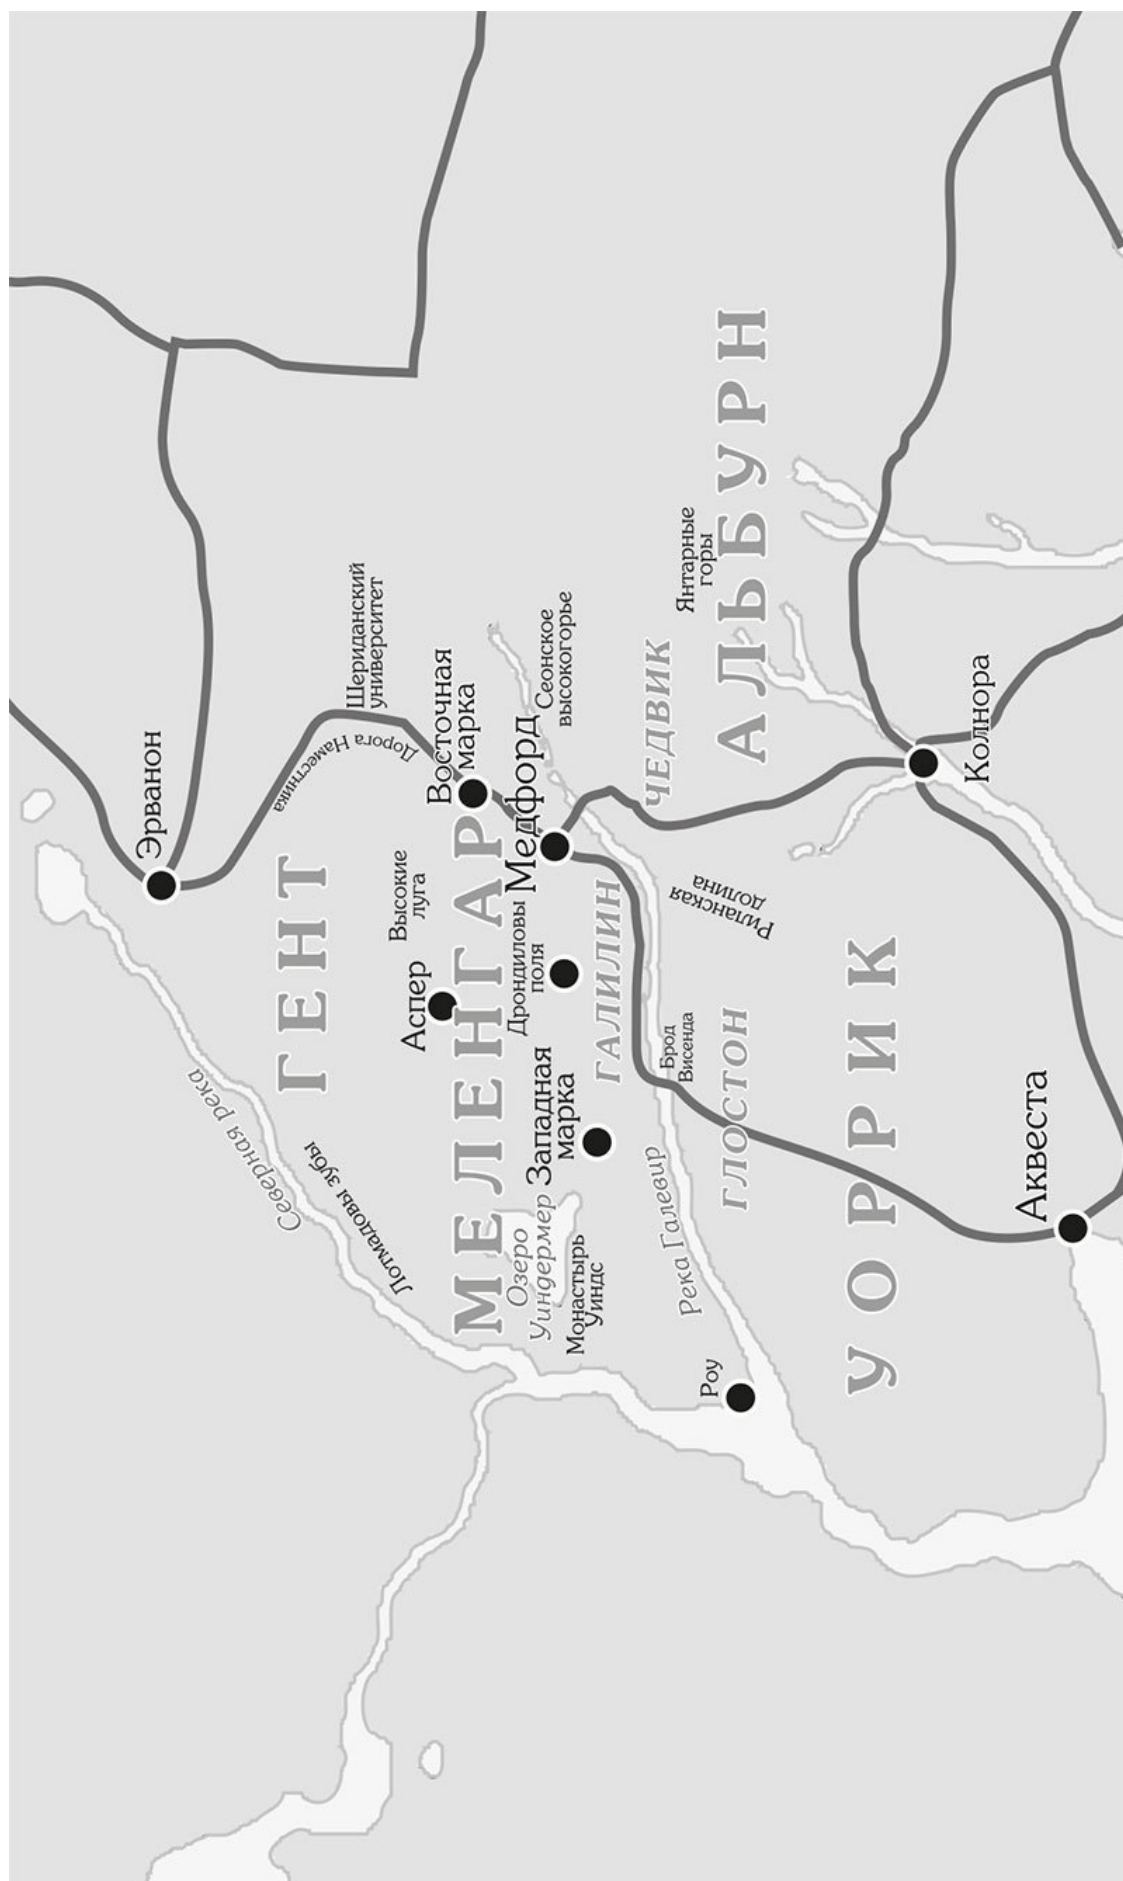 Эрванон
Северная река
ГЕНТ
Дорога Наместника
Шериданский
университет
Лотмадовы зубы
Высокие
луга
Аспер
Восточная
марка
МЕЛЕНГАР
Медфорд
Сеонское
высокогорье
Дрондиловы
поля
Озеро
Уиндермер
Западная
марка
Монастырь
Уиндс
ГАЛИЛИН
ЧЕДВИК
Янтарные
горы
Брод
Висенда
Река Галевир
Риланская
долина
Роу
ГЛОСТОН
АЛЬБУРН
УОРРИК
Колнора
Аквеста